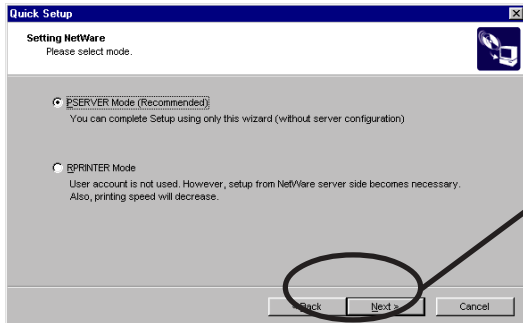 Quick Setup
Setting NetWare
Please select mode.
PSERVER Mode (Recommended)
You can complete Setup using only this wizard (without server configuration)
RPRINTER Mode
User account is not used. However, setup from NetWare server side becomes necessary.
Also, printing speed will decrease.
< Back Next > Cancel